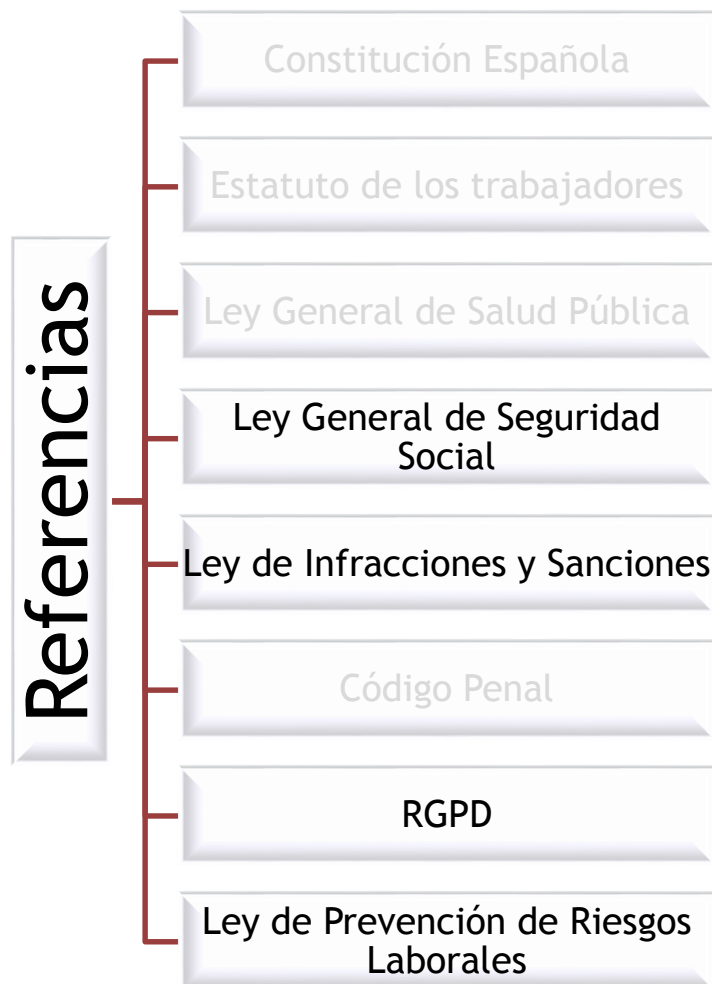 Referencias
Constitución Española
Estatuto de los trabajadores
Ley General de Salud Pública
Ley General de Seguridad
Social
Ley de Infracciones y Sanciones
Código Penal
RGPD
Ley de Prevención de Riesgos
Laborales